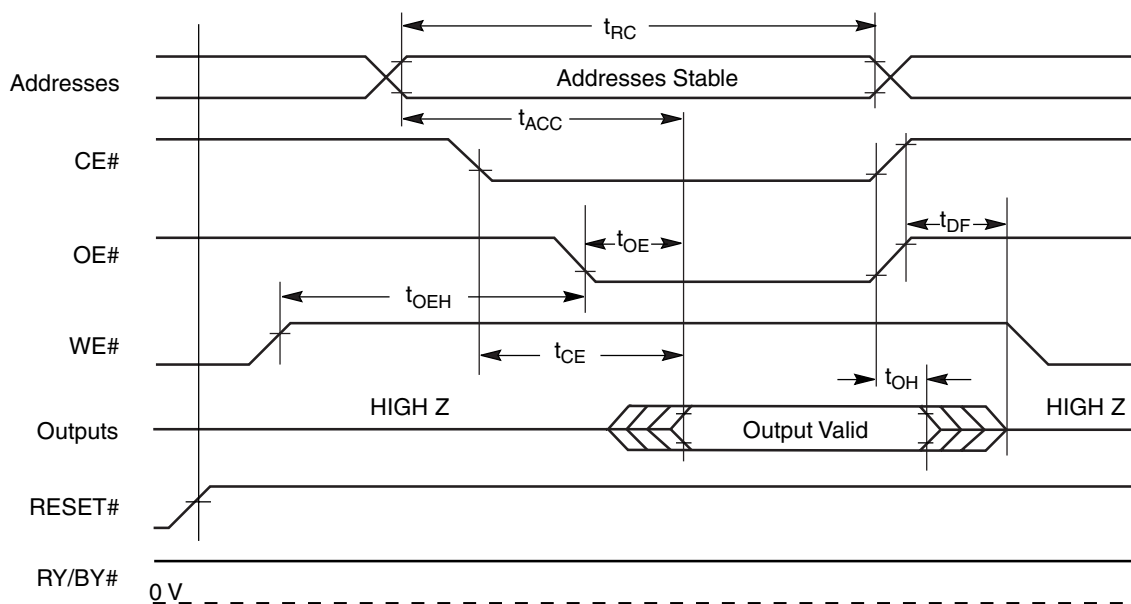 tRC
Addresses
Addresses Stable
tACC
CE#
tDF
OE#
tOE
tOEH
WE#
tCE
tOH
HIGH Z
HIGH Z
Outputs
Output Valid
RESET#
RY/BY#
0 V